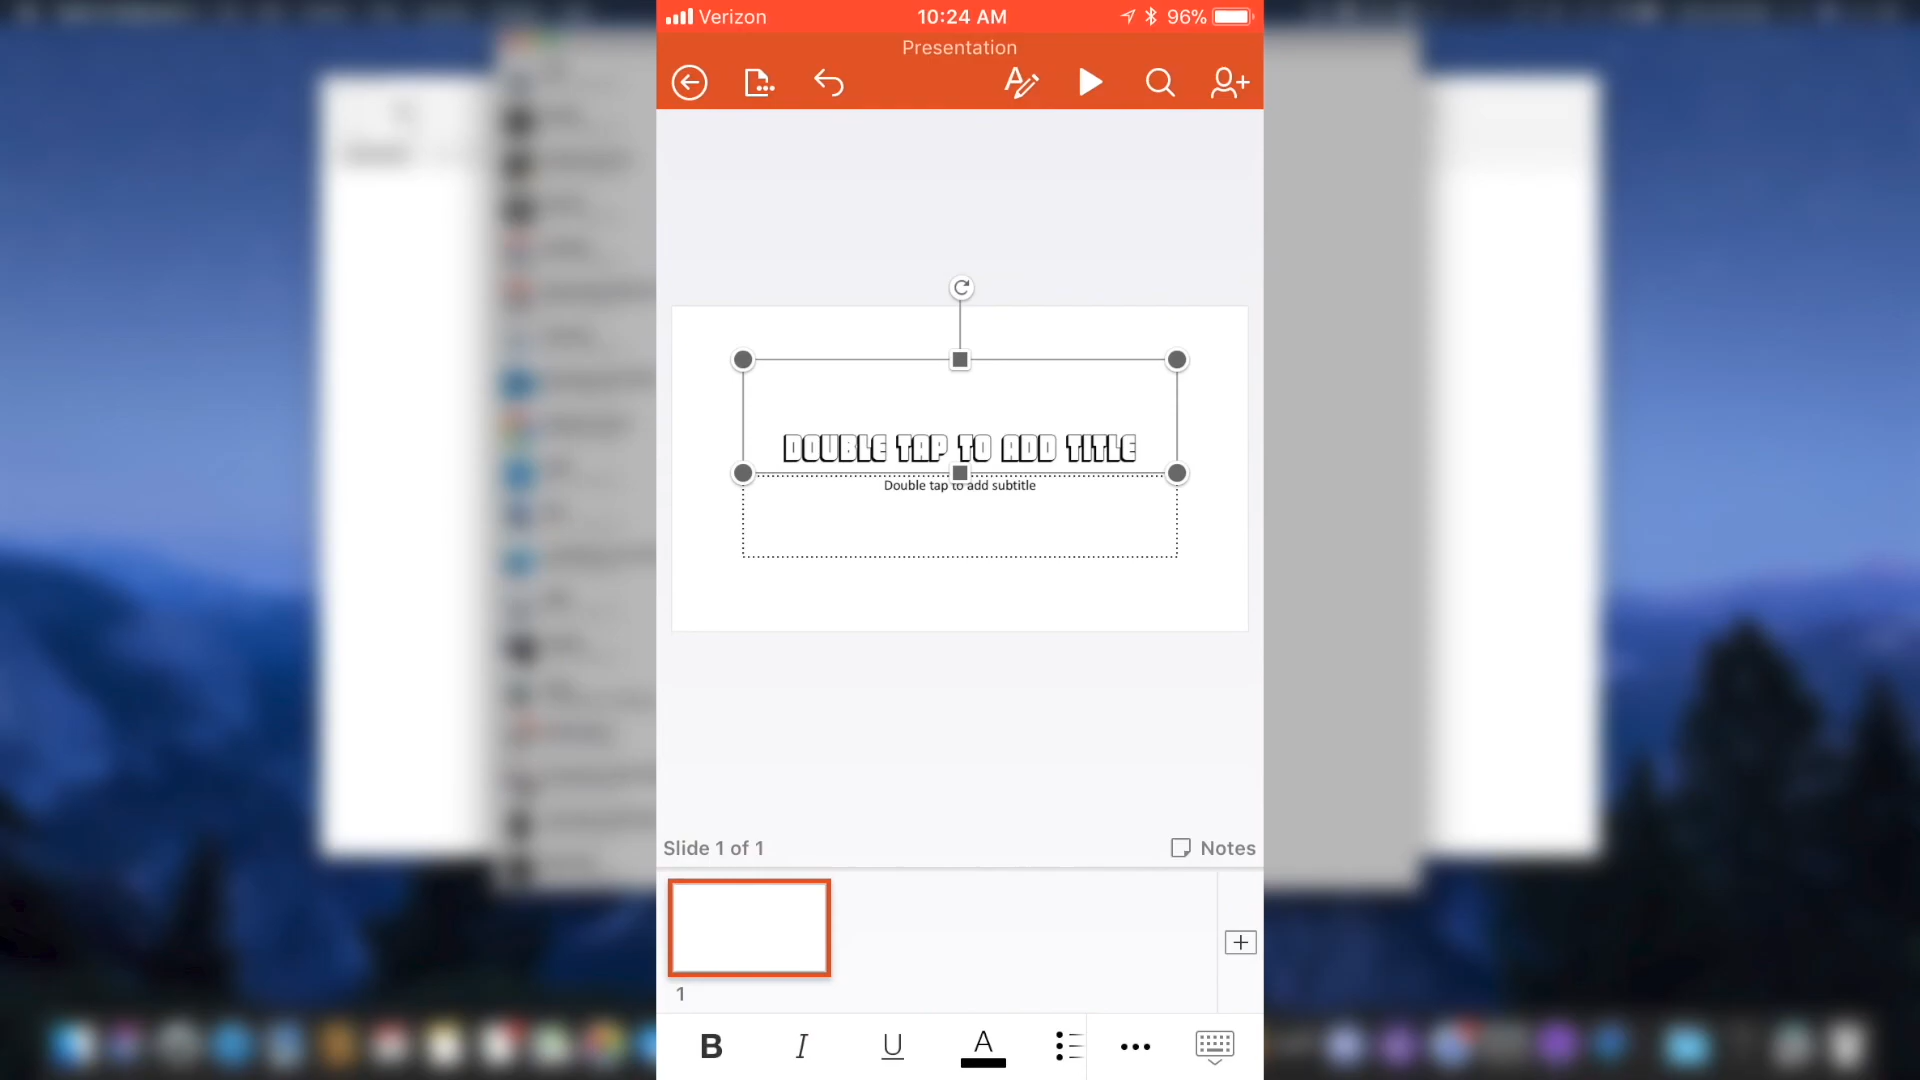 Verizon 10:24 AM 96%
Presentation
DOUBLE TAP TO ADD TITLE
Double tap to add subtitle
Slide 1 of 1 Notes
1
B I U A